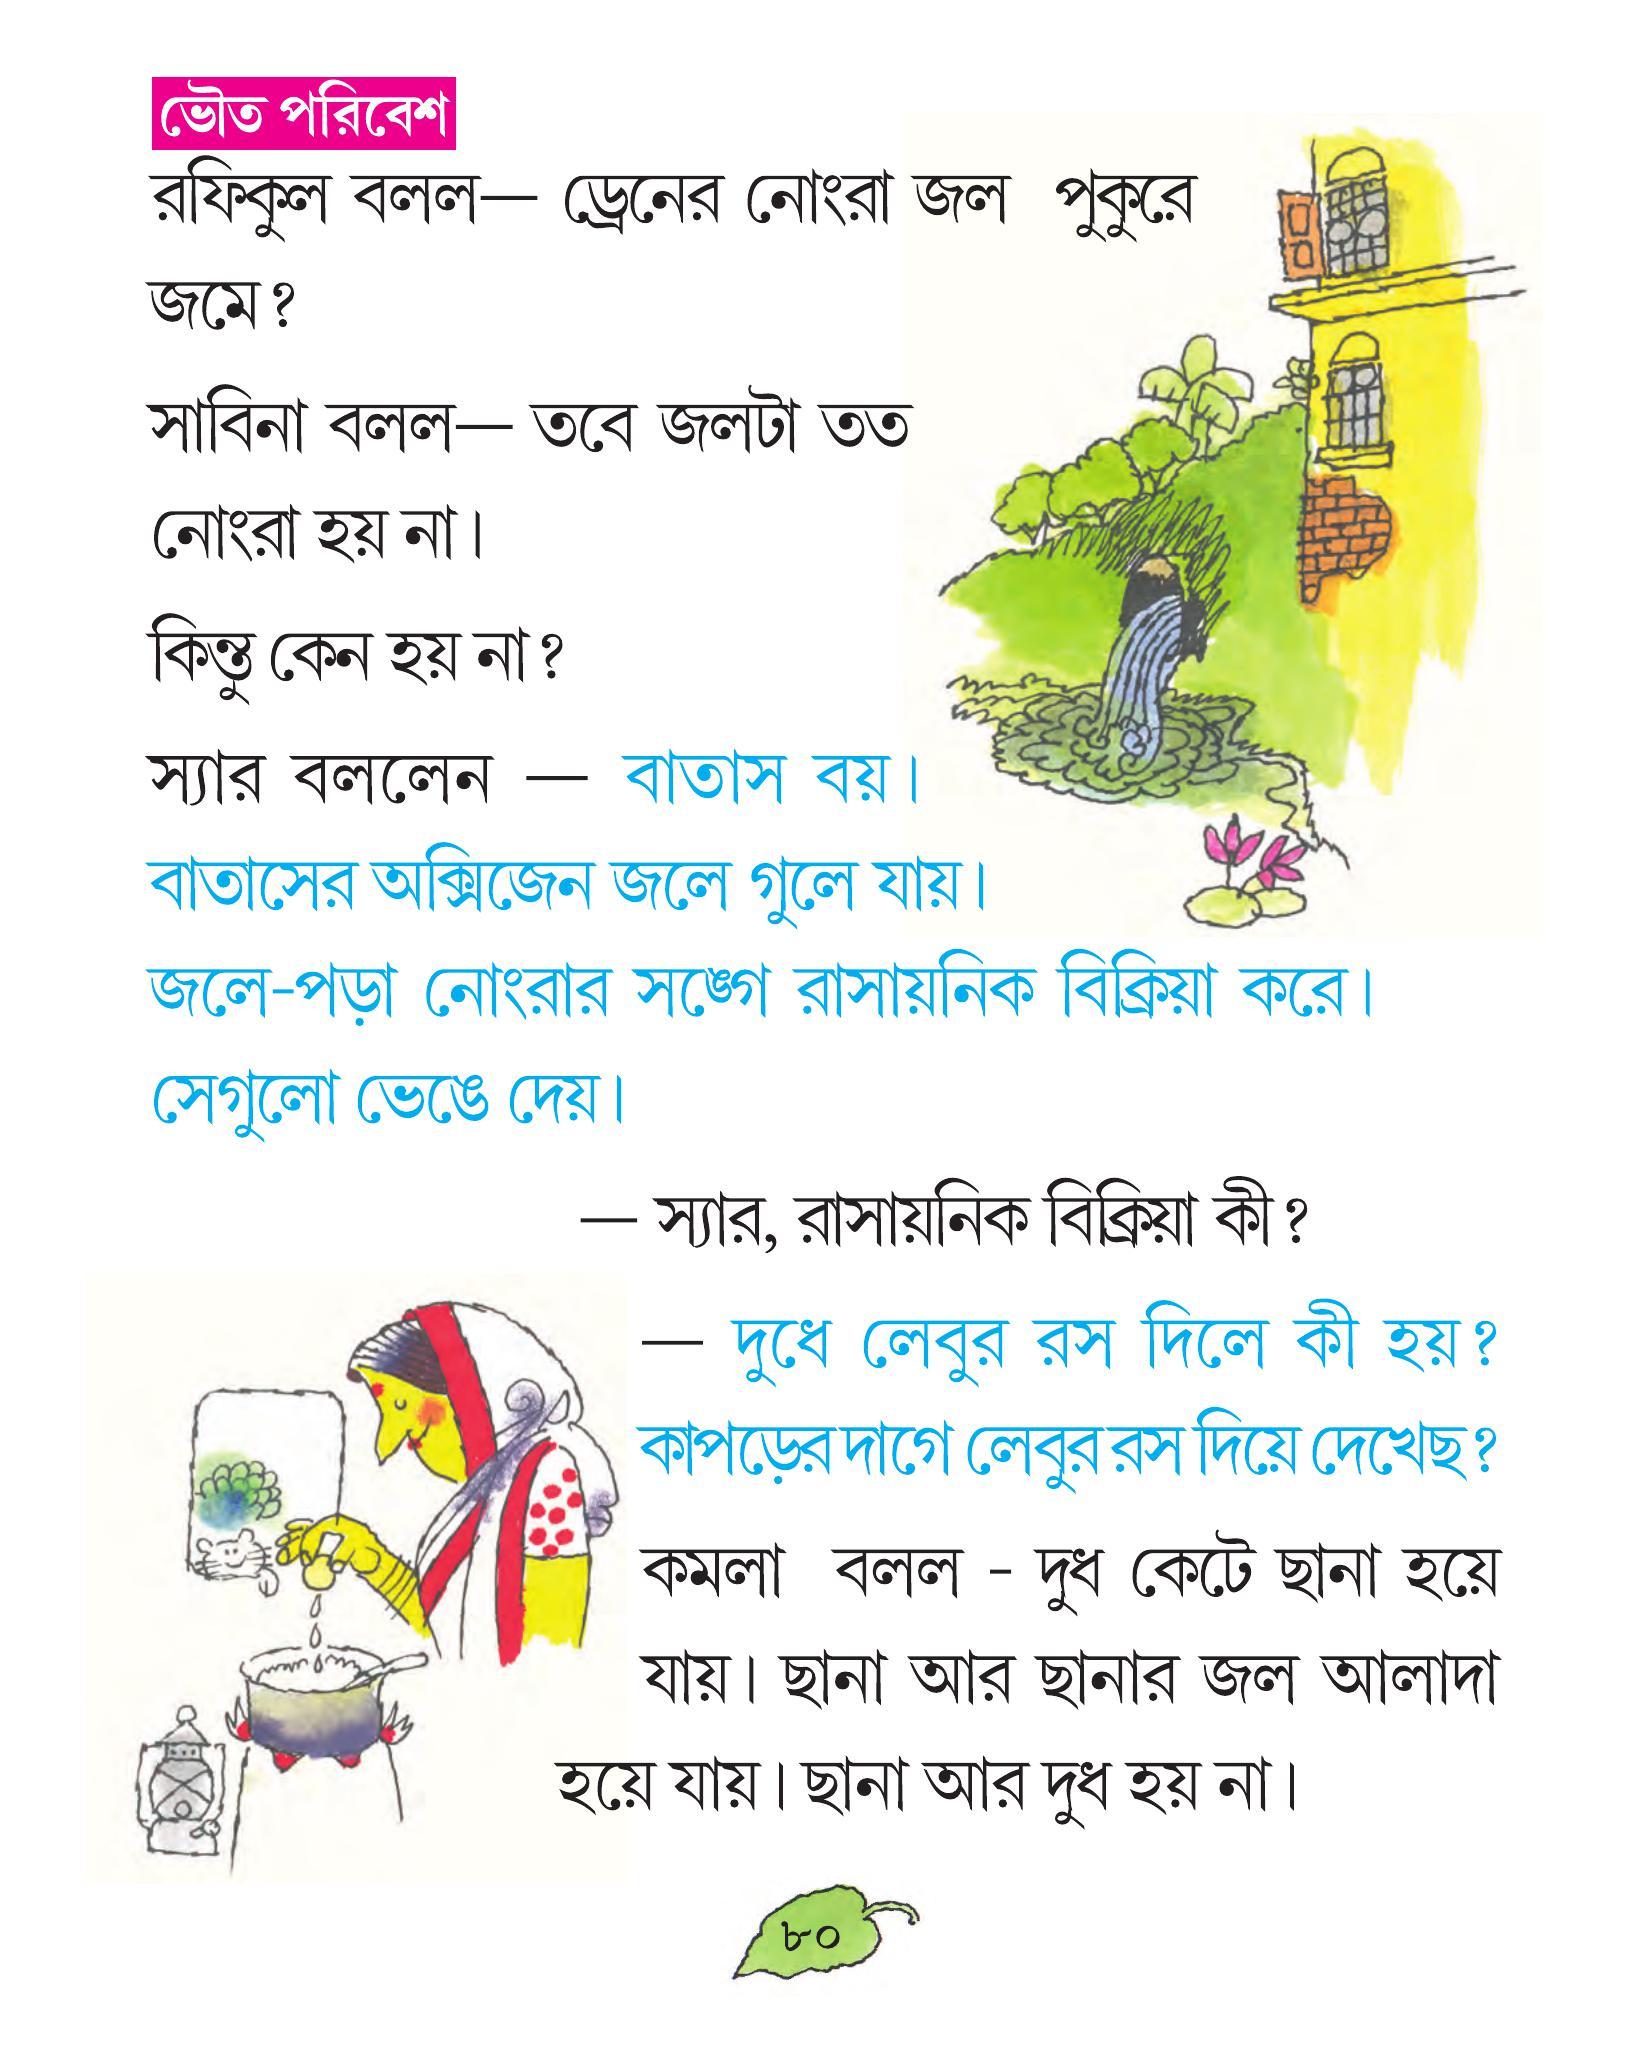 ভৌত পরিবেশ
রফিকুল বলল— ড্রেনের নোংরা জল পুকুরে
জমে?
সাবিনা বলল— তবে জলটা তত
নোংরা হয় না।
কিন্তু কেন হয় না?
স্যার বললেন — বাতাস বয়।
বাতাসের অক্সিজেন জলে গুলে যায়।
জলে-পড়া নোংরার সঙ্গে রাসায়নিক বিক্রিয়া করে।
সেগুলো ভেঙে দেয়।
— স্যার, রাসায়নিক বিক্রিয়া কী?
— দুধে লেবুর রস দিলে কী হয়?
কাপড়ের দাগে লেবুর রস দিয়ে দেখেছ?
কমলা বলল - দুধ কেটে ছানা হয়ে
যায়। ছানা আর ছানার জল আলাদা
হয়ে যায়। ছানা আর দুধ হয় না।
৮০